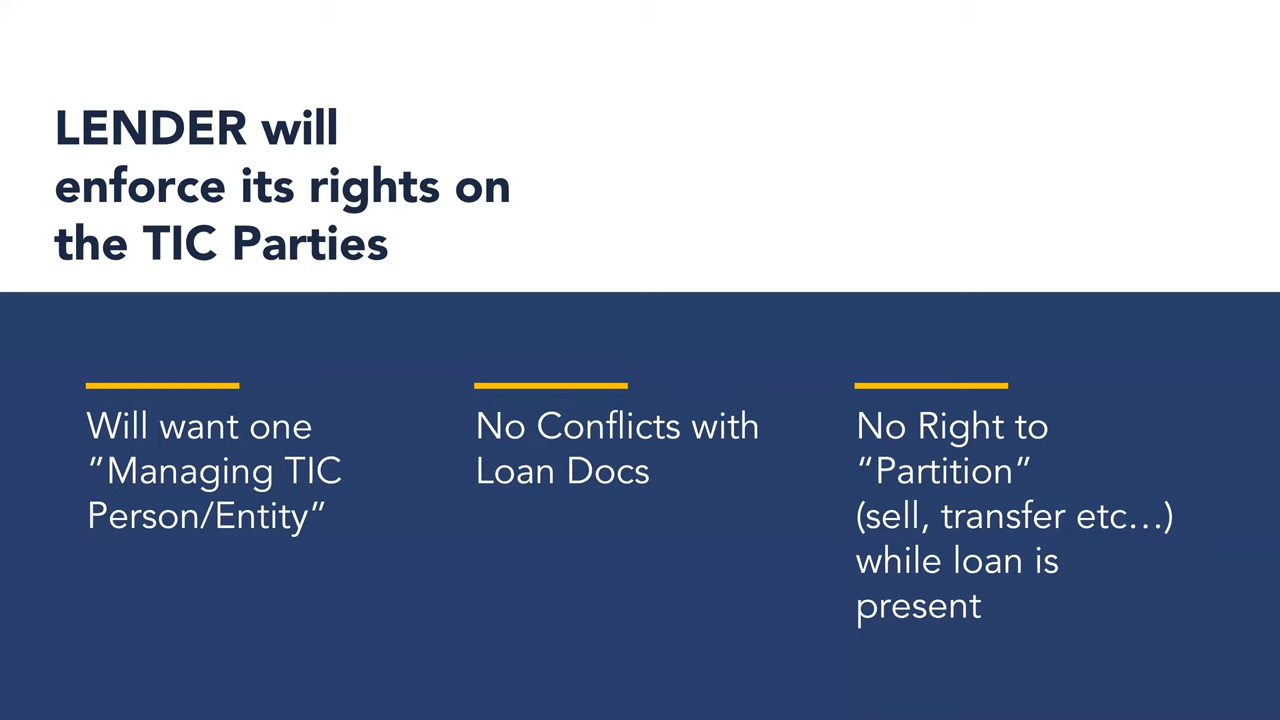 LENDER will
enforce its rights on
the TIC Parties
Will want one
”Managing TIC
Person/Entity”
No Conflicts with
Loan Docs
No Right to
“Partition”
(sell, transfer etc…)
while loan is
present